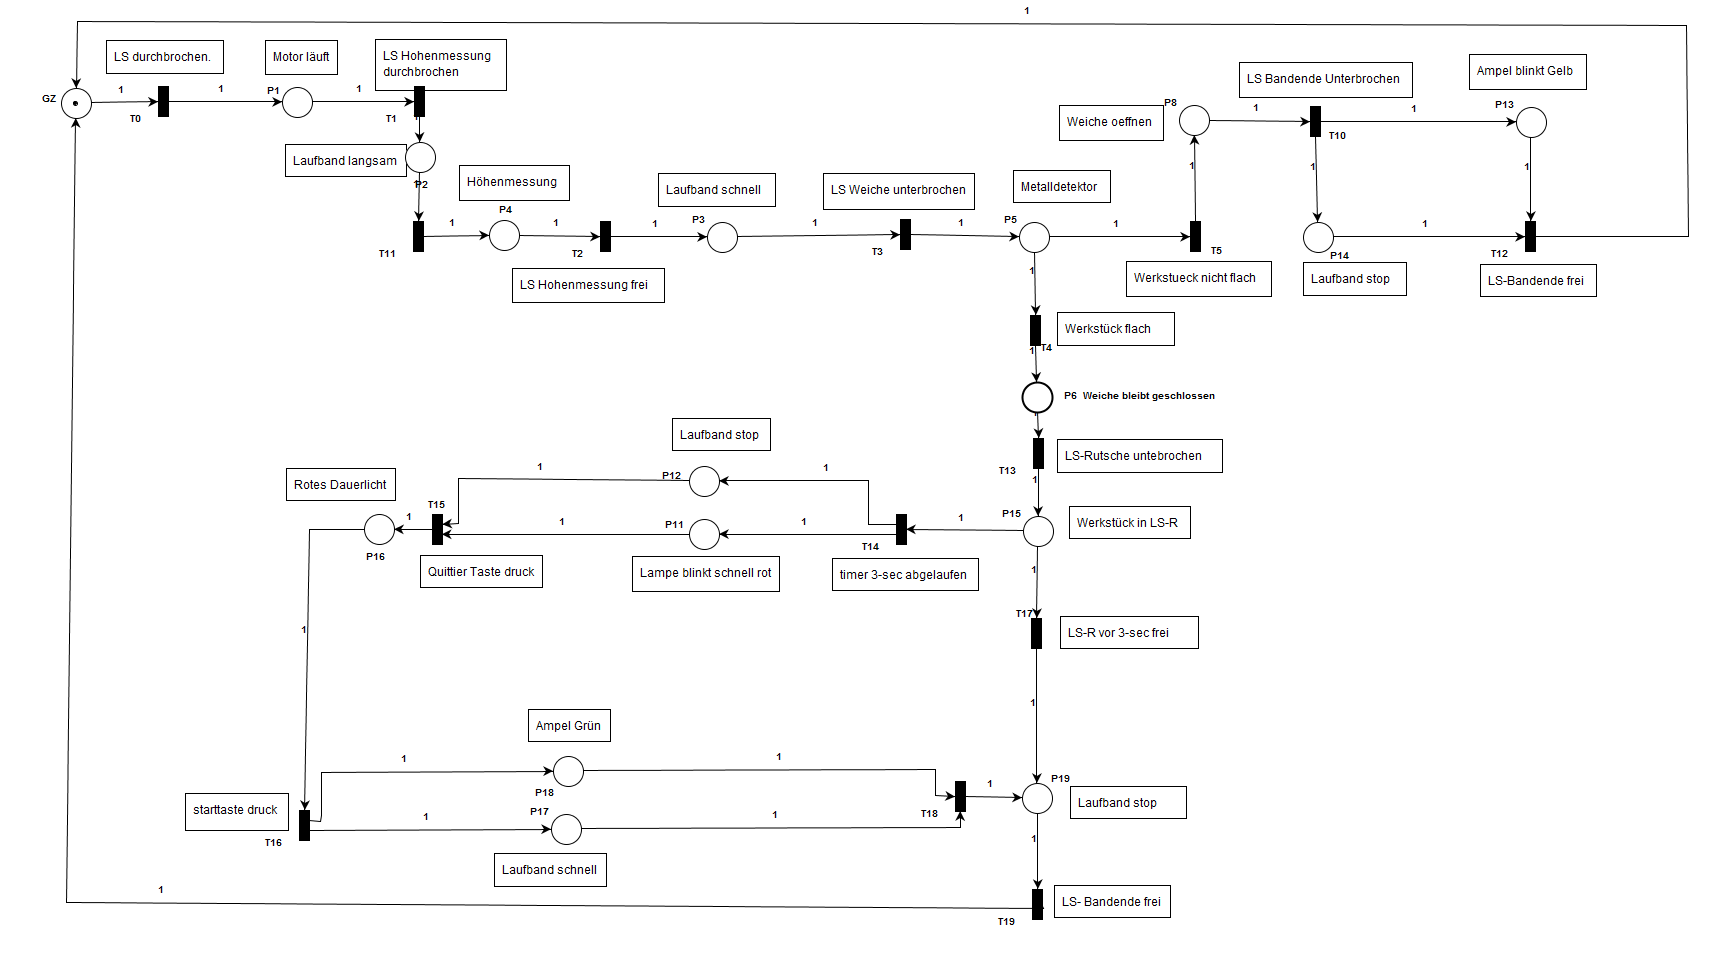 1
LS durchbrochen.
Motor läuft
LS Hohenmessung
durchbrochen
LS Bandende Unterbrochen
Ampel blinkt Gelb
GZ
1
T0
1
P1
1
T1
1
Weiche oeffnen
P8
1
T10
1
P13
Laufband langsam
P2
1
Höhenmessung
Laufband schnell
LS Weiche unterbrochen
Metalldetektor
1
1
1
T11
1
P4
1
T2
1
P3
1
T3
1
P5
1
T5
P14
1
T12
LS Hohenmessung frei
Werkstueck nicht flach
Laufband stop
LS-Bandende frei
1
Werkstück flach
T4
1
P6 Weiche bleibt geschlossen
Laufband stop
LS-Rutsche untebrochen
T13
1
Rotes Dauerlicht
1
P12
1
T15
1
P16
1
P11
1
T14
1
P15
Werkstück in LS-R
Quittier Taste druck
Lampe blinkt schnell rot
timer 3-sec abgelaufen
1
T17
LS-R vor 3-sec frei
1
1
Ampel Grün
1
P18
1
starttaste druck
T16
1
P17
1
T18
1
P19
Laufband stop
Laufband schnell
1
1
LS- Bandende frei
T19